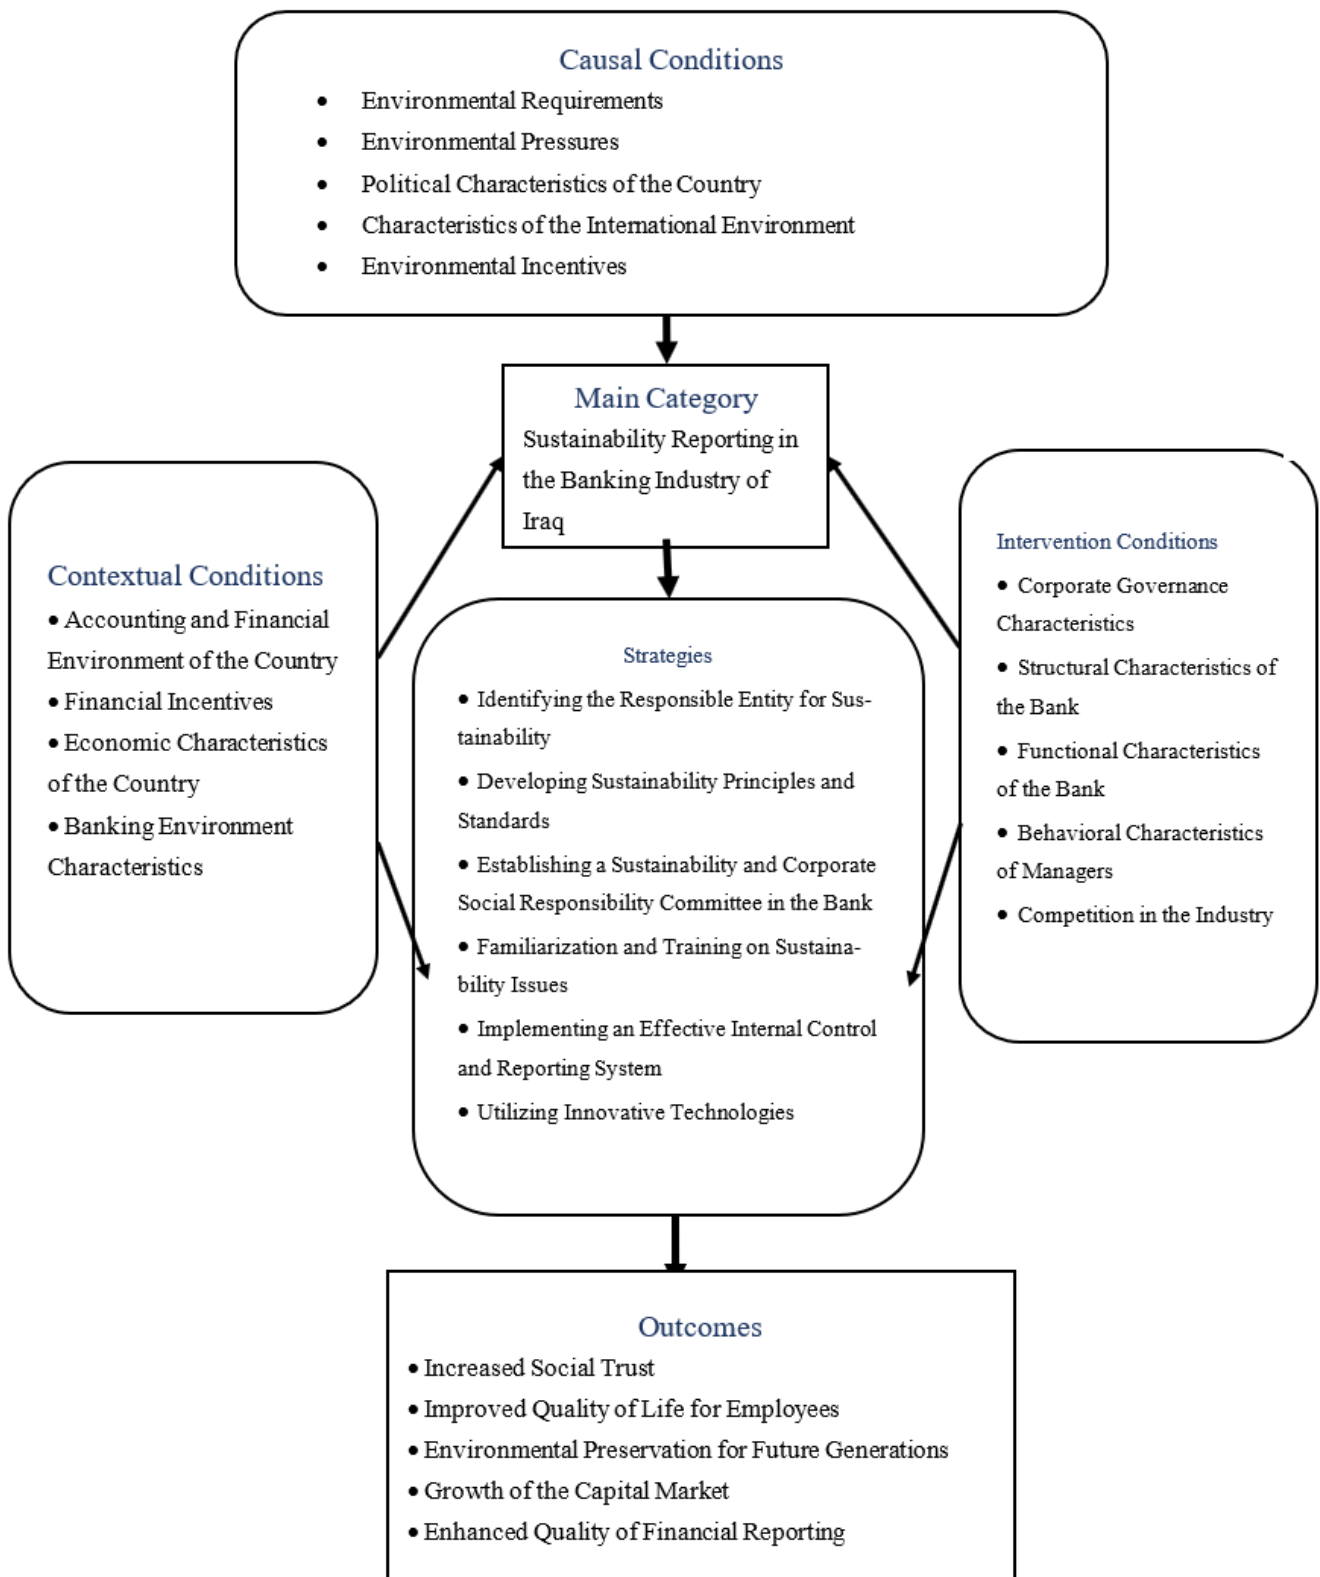 Causal Conditions
• Environmental Requirements
• Environmental Pressures
• Political Characteristics of the Country
• Characteristics of the International Environment
• Environmental Incentives
Main Category
Sustainability Reporting in
the Banking Industry of
Iraq
Contextual Conditions
• Accounting and Financial
Environment of the Country
• Financial Incentives
• Economic Characteristics
of the Country
• Banking Environment
Characteristics
Strategies
• Identifying the Responsible Entity for Sus-
tainability
• Developing Sustainability Principles and
Standards
• Establishing a Sustainability and Corporate
Social Responsibility Committee in the Bank
• Familiarization and Training on Sustaina-
bility Issues
• Implementing an Effective Internal Control
and Reporting System
• Utilizing Innovative Technologies
Intervention Conditions
• Corporate Governance
Characteristics
• Structural Characteristics of
the Bank
• Functional Characteristics
of the Bank
• Behavioral Characteristics
of Managers
• Competition in the Industry
Outcomes
• Increased Social Trust
• Improved Quality of Life for Employees
• Environmental Preservation for Future Generations
• Growth of the Capital Market
• Enhanced Quality of Financial Reporting